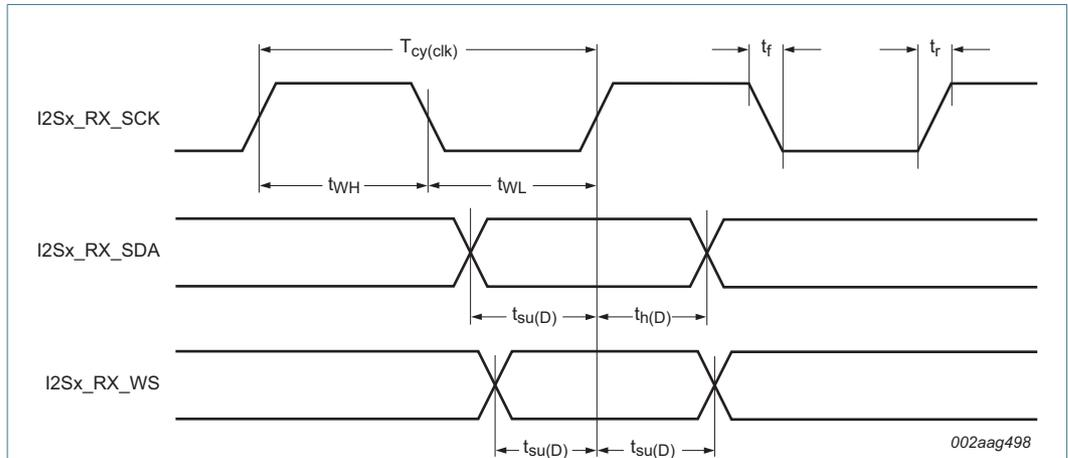 T_cy(clk) t_f t_r
I2Sx_RX_SCK
t_WH t_WL
I2Sx_RX_SDA
t_su(D) t_h(D)
I2Sx_RX_WS
t_su(D) t_su(D)
002aag498